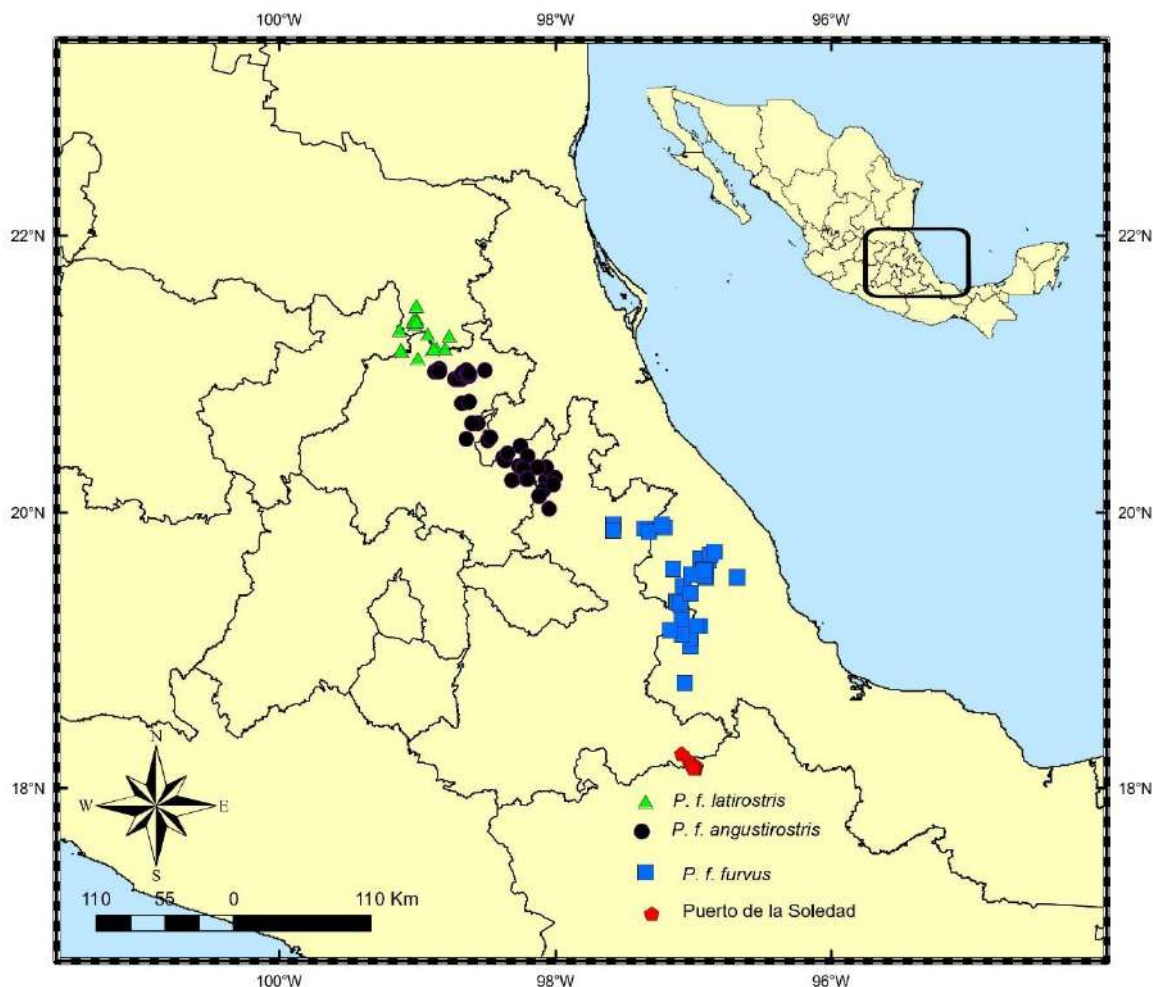 100°W 98°W 96°W
22°N 22°N
20°N 20°N
18°N 18°N
N
W E
S
P. f. latirostris
P. f. angustirostris
P. f. furvus
Puerto de la Soledad
110 55 0 110 Km
100°W 98°W 96°W